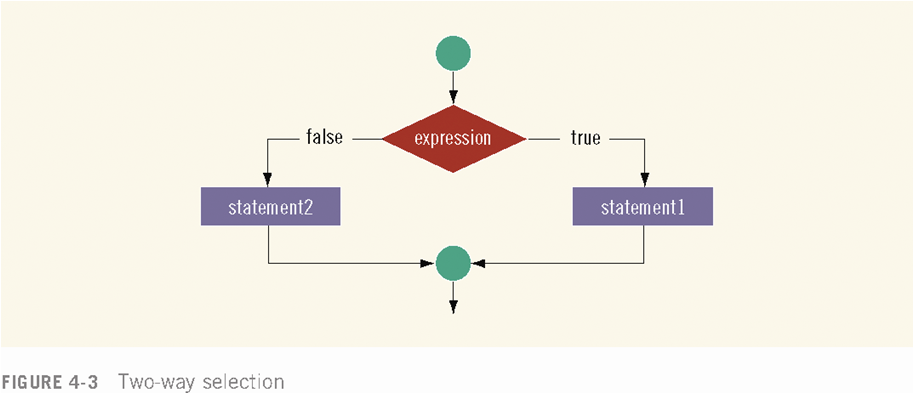 false expression true
statement2 statement1
FIGURE 4-3 Two-way selection